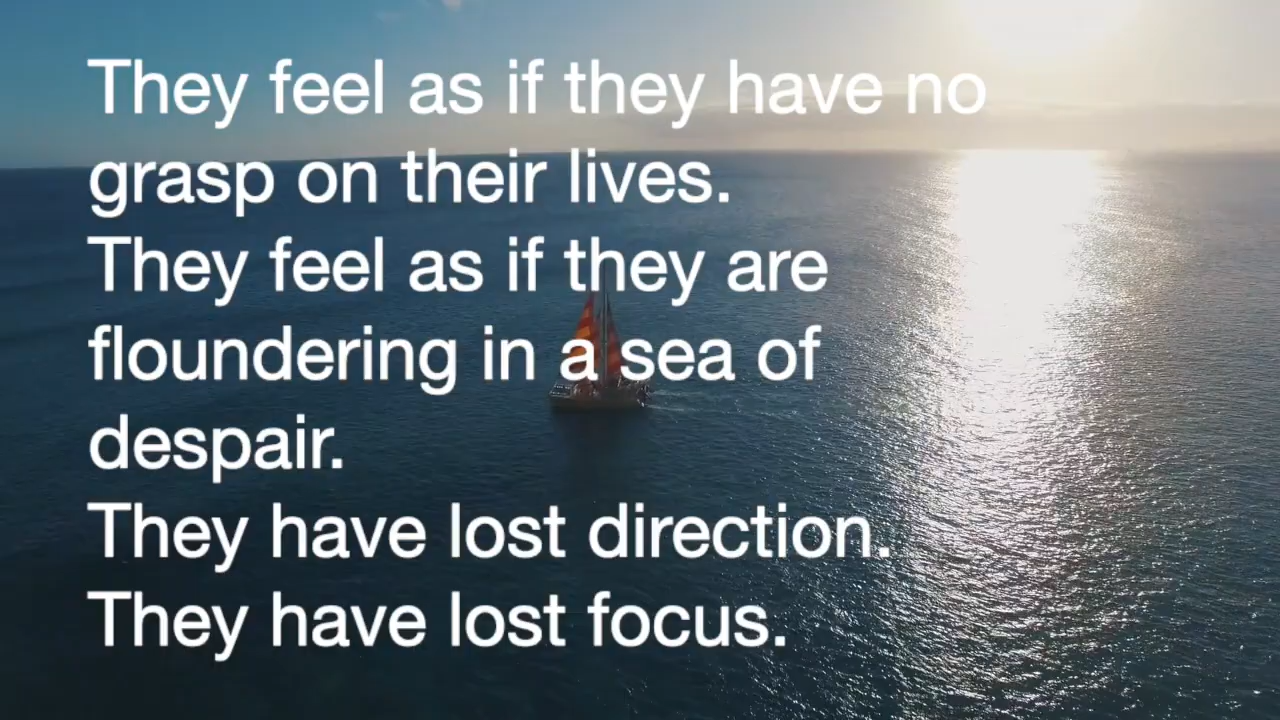 They feel as if they have no
grasp on their lives.
They feel as if they are
floundering in a sea of
despair.
They have lost direction.
They have lost focus.